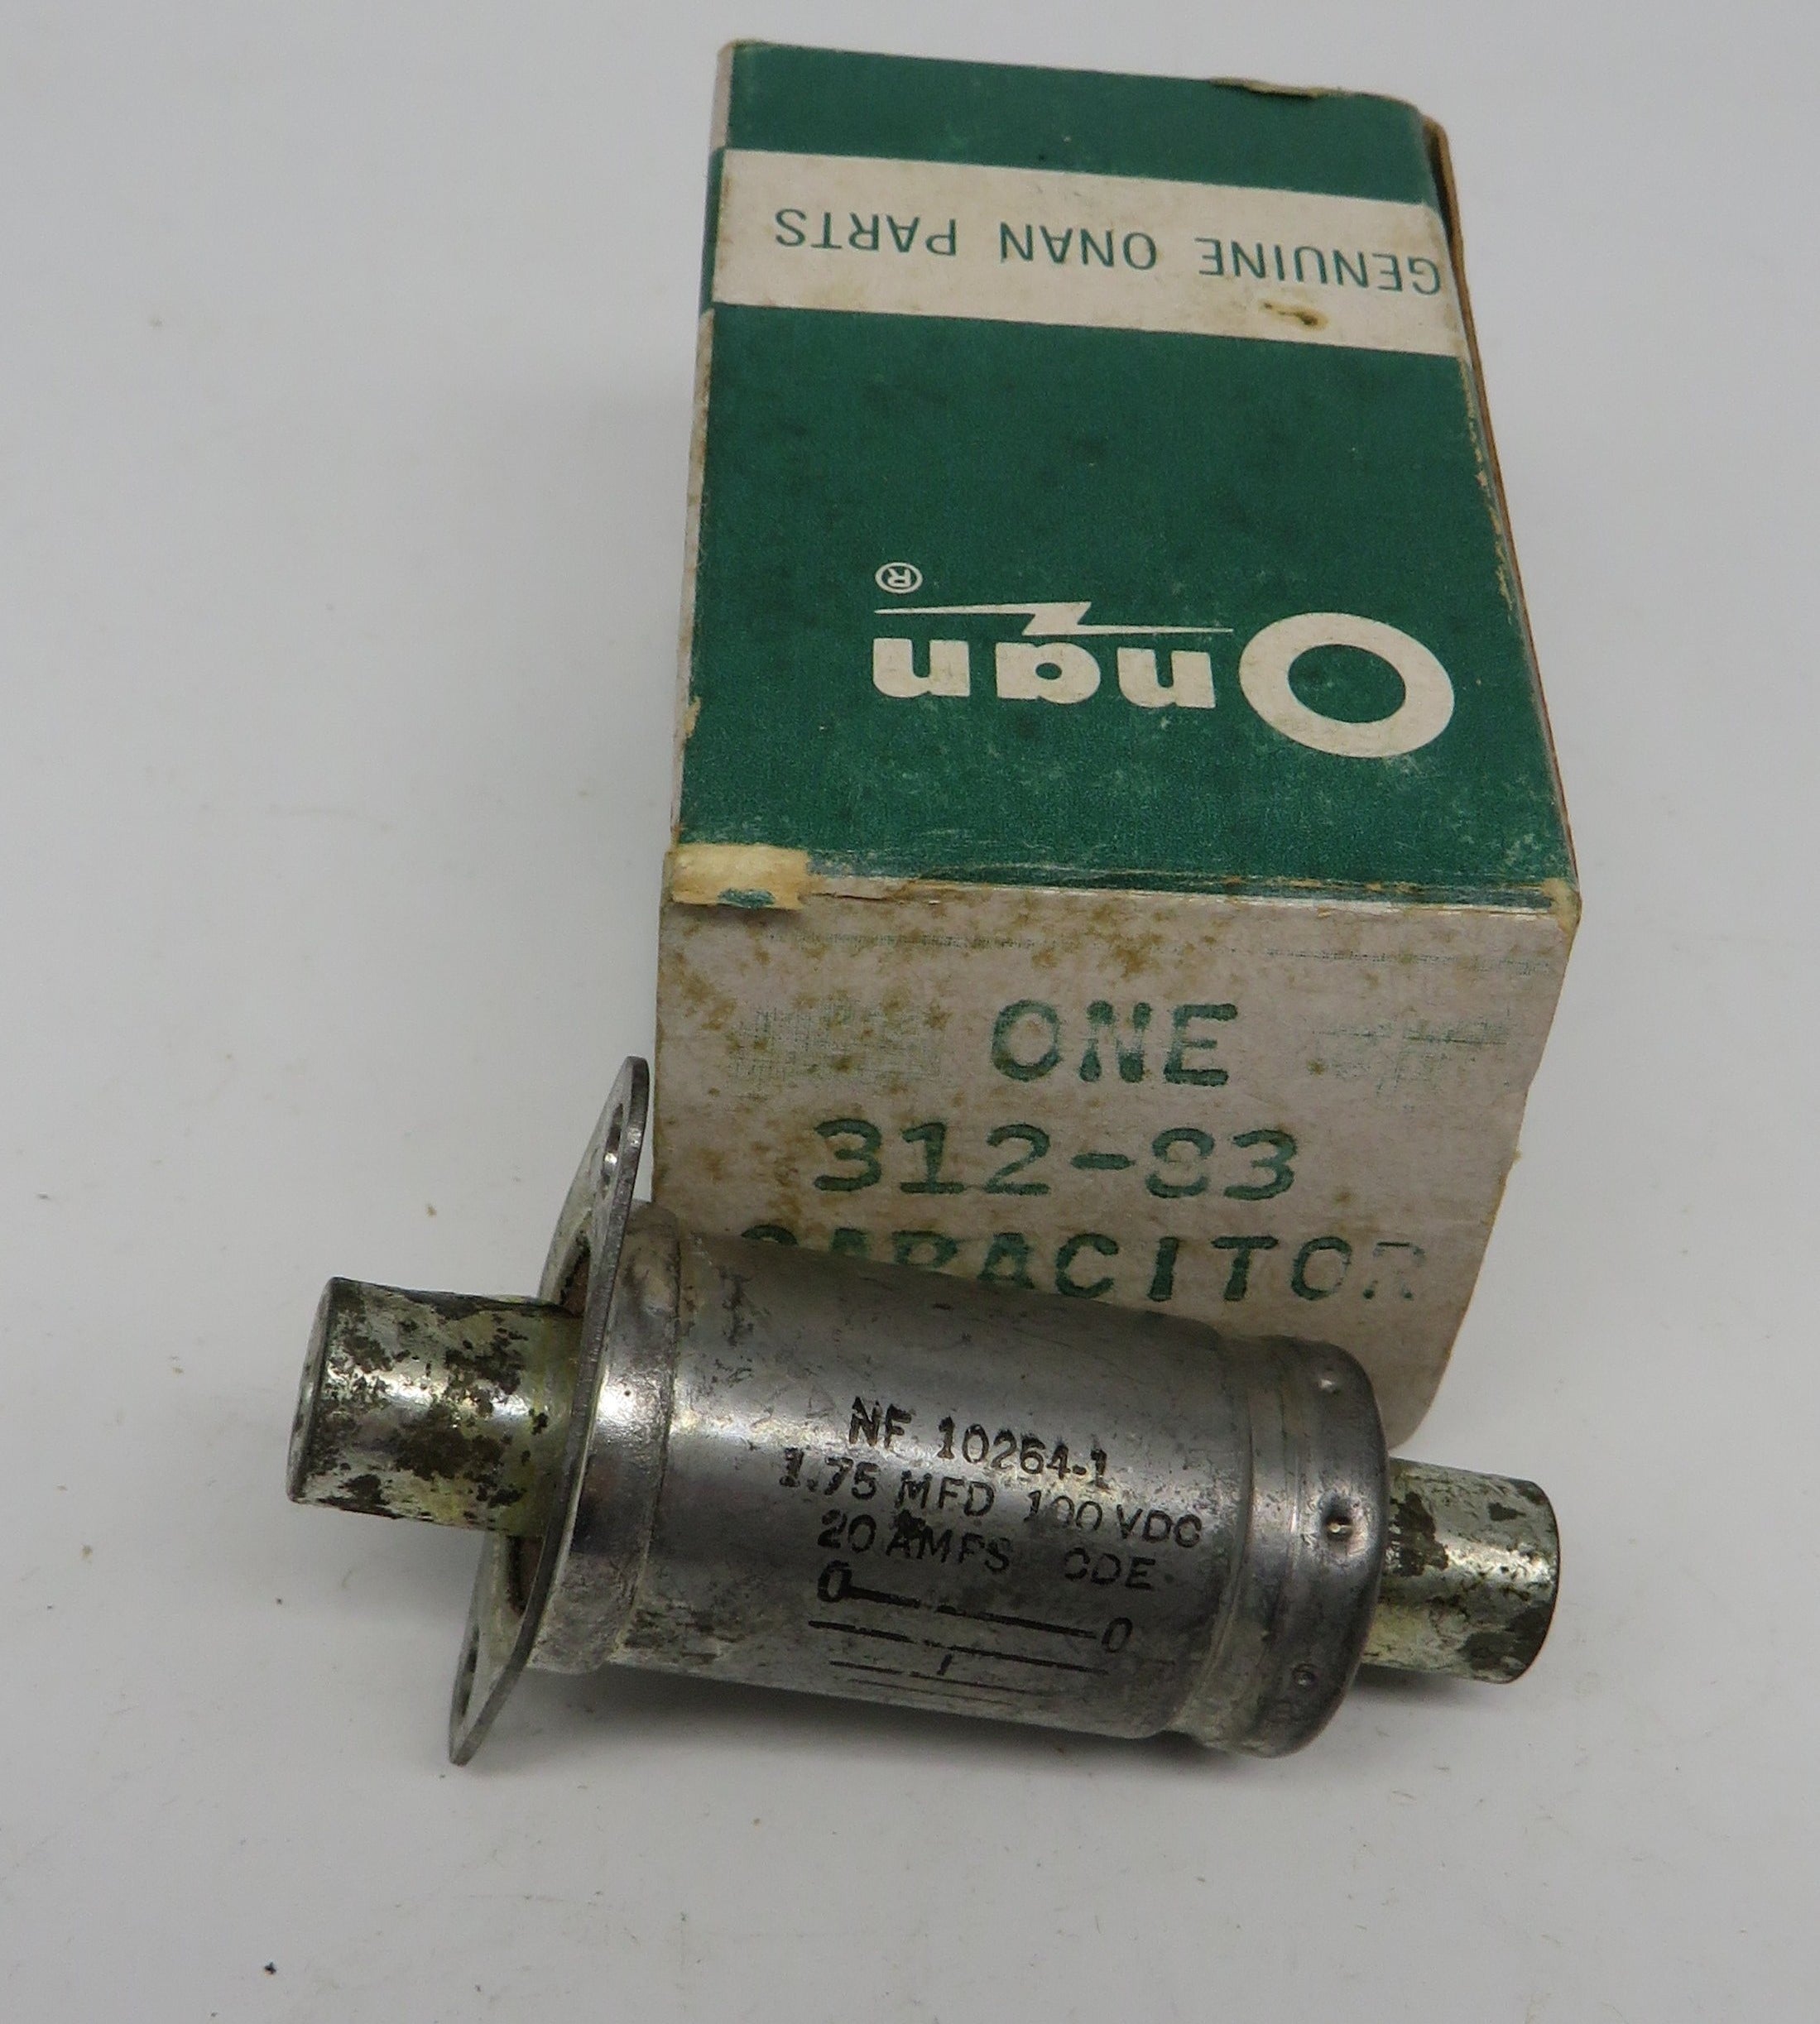 GENUINE ONAN PARTS
Onan®
ONE
312-83
CAPACITOR
NF 10264-1
1.75 MFD 100 VDC
20 AMPS CDE